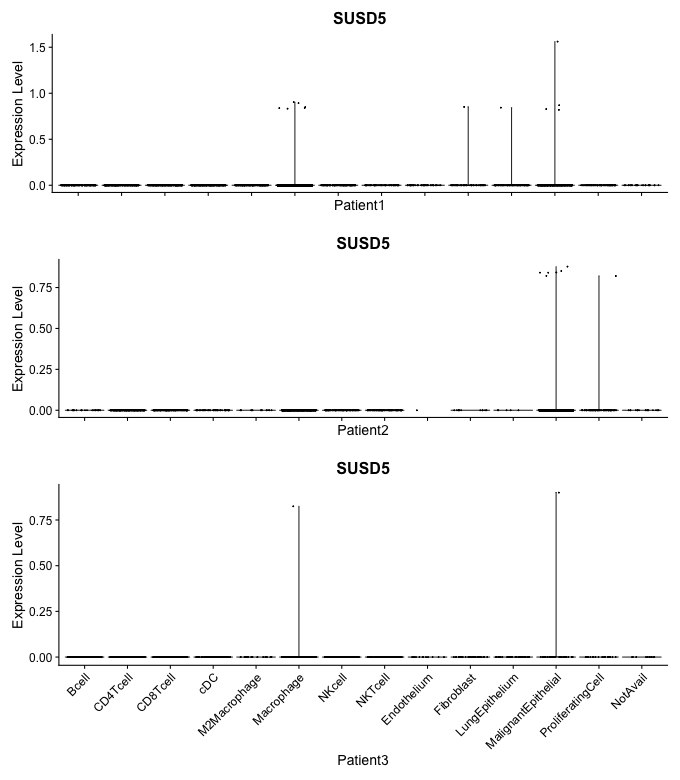 SUSD5
Expression Level
1.5
1.0
0.5
0.0
Patient1
SUSD5
Expression Level
0.75
0.50
0.25
0.00
Patient2
SUSD5
Expression Level
0.75
0.50
0.25
0.00
Bcell
CD4Tcell
CD8Tcell
cDC
M2Macrophage
Macrophage
NKcell
NKTcell
Endothelium
Fibroblast
LungEpithelium
MalignantEpithelial
ProliferatingCell
NotAvail
Patient3